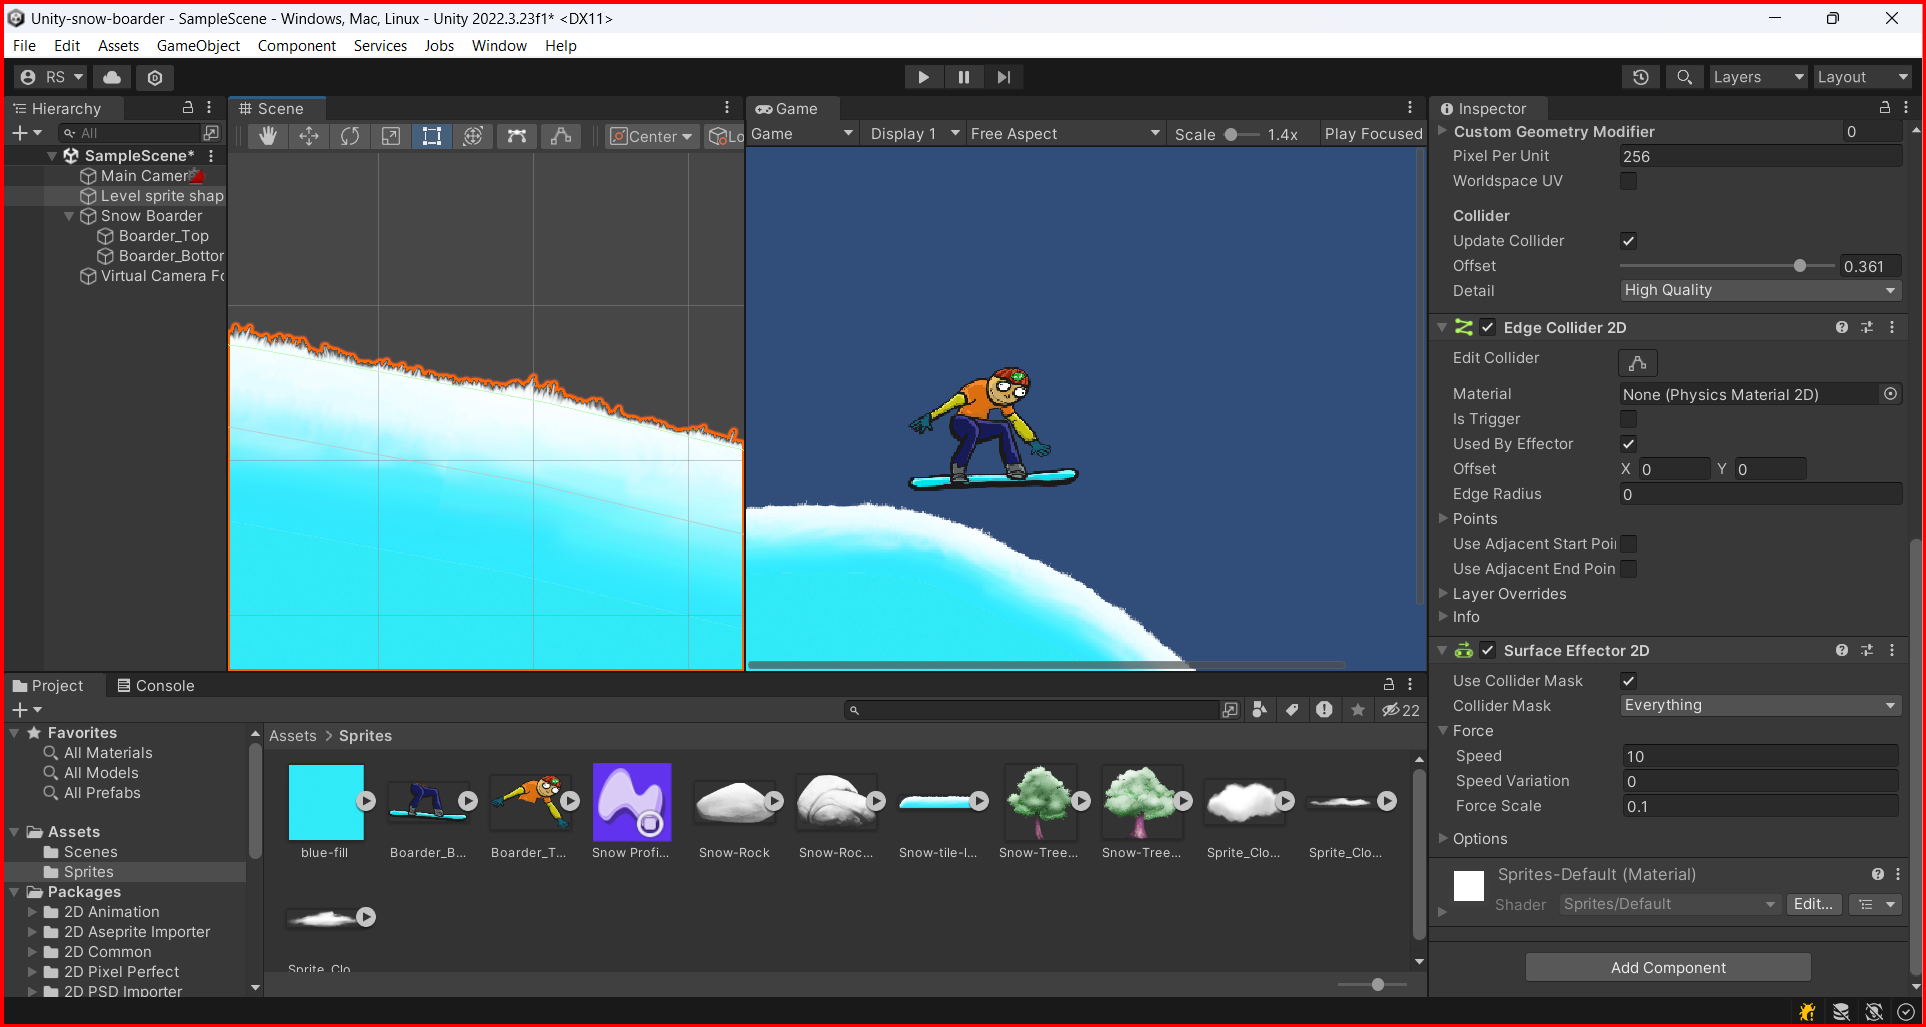 Unity-snow-boarder - SampleScene - Windows, Mac, Linux - Unity 2022.3.23f1* <DX11>
File Edit Assets GameObject Component Services Jobs Window Help
RS
Layers
Layout
Hierarchy
All
SampleScene*
Main Camer
Level sprite shap
Snow Boarder
Boarder_Top
Boarder_Bottor
Virtual Camera Fo
Scene
Center
Lo
Game
Game
Display 1
Free Aspect
Scale
1.4x
Play Focused
Inspector
Custom Geometry Modifier 0
Pixel Per Unit 256
Worldspace UV
Collider
Update Collider
Offset 0.361
Detail High Quality
Edge Collider 2D
Edit Collider
Material None (Physics Material 2D)
Is Trigger
Used By Effector
Offset X 0 Y 0
Edge Radius 0
Points
Use Adjacent Start Poi
Use Adjacent End Poin
Layer Overrides
Info
Surface Effector 2D
Use Collider Mask
Collider Mask Everything
Force
Speed 10
Speed Variation 0
Force Scale 0.1
Options
Sprites-Default (Material)
Shader Sprites/Default Edit...
Add Component
Project
Console
22
Favorites
All Materials
All Models
All Prefabs
Assets
Scenes
Sprites
Packages
2D Animation
2D Aseprite Importer
2D Common
2D Pixel Perfect
2D PSD Importer
Assets > Sprites
blue-fill
Boarder_B...
Boarder_T...
Snow Profi...
Snow-Rock
Snow-Roc...
Snow-tile-l...
Snow-Tree...
Snow-Tree...
Sprite_Clo...
Sprite_Clo...
Sprite_Clo